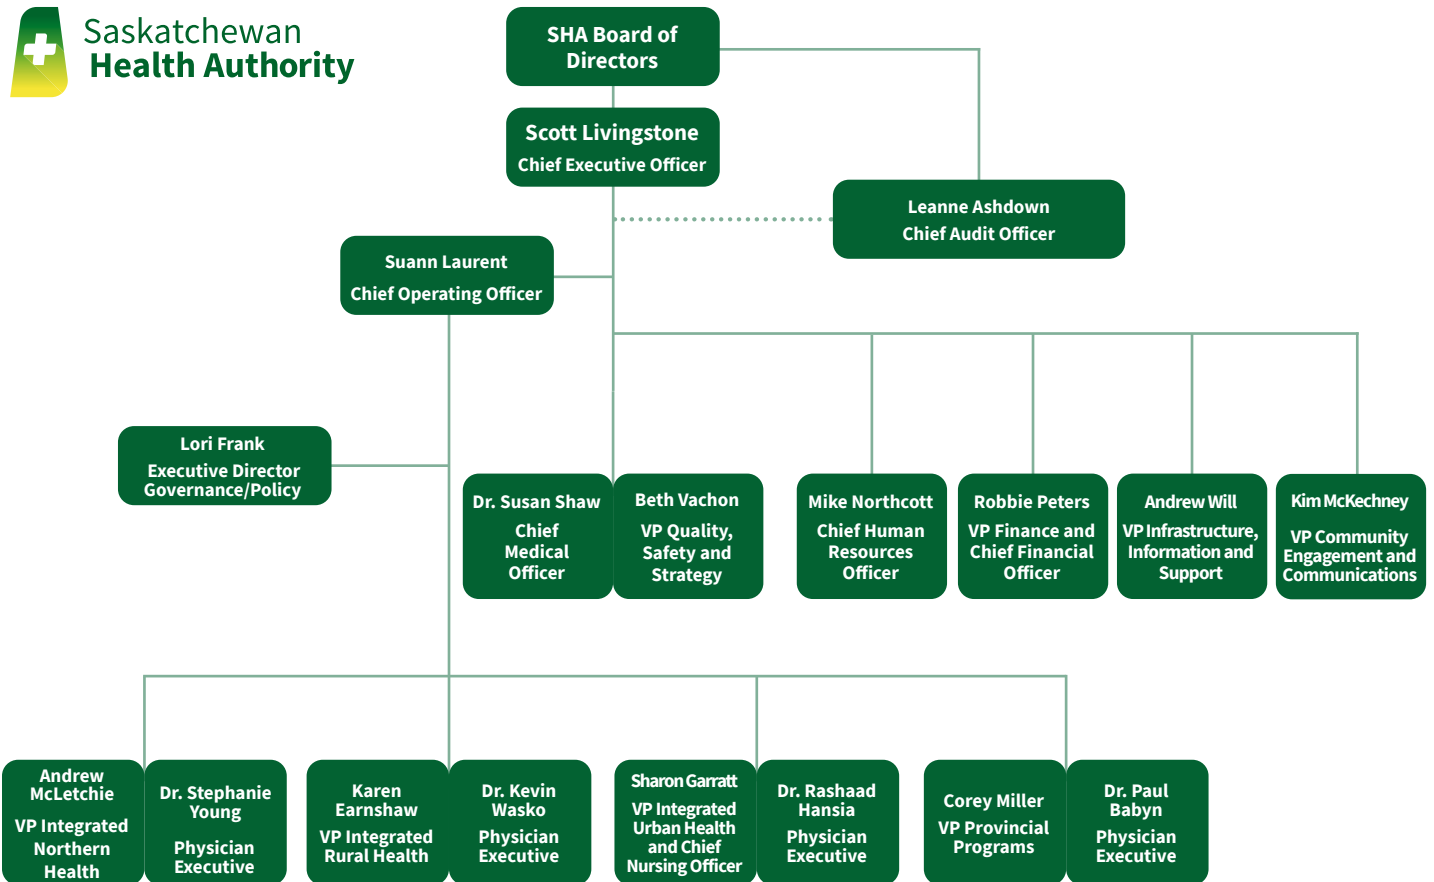 Saskatchewan
Health Authority
SHA Board of
Directors
Scott Livingstone
Chief Executive Officer
Leanne Ashdown
Chief Audit Officer
Suann Laurent
Chief Operating Officer
Lori Frank
Executive Director
Governance/Policy
Dr. Susan Shaw
Chief
Medical
Officer
Beth Vachon
VP Quality,
Safety and
Strategy
Mike Northcott
Chief Human
Resources
Officer
Robbie Peters
VP Finance and
Chief Financial
Officer
Andrew Will
VP Infrastructure,
Information and
Support
Kim McKechney
VP Community
Engagement and
Communications
Andrew
McLetchie
VP Integrated
Northern
Health
Dr. Stephanie
Young
Physician
Executive
Karen
Earnshaw
VP Integrated
Rural Health
Dr. Kevin
Wasko
Physician
Executive
Sharon Garratt
VP Integrated
Urban Health
and Chief
Nursing Officer
Dr. Rashaad
Hansia
Physician
Executive
Corey Miller
VP Provincial
Programs
Dr. Paul
Babyn
Physician
Executive